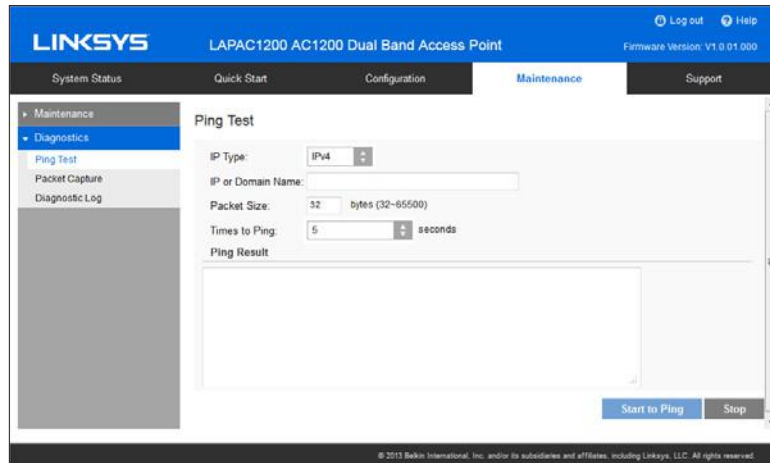 Log out Help
LINKSYS LAPAC1200 AC1200 Dual Band Access Point Firmware Version: V1.0.01.000
System Status Quick Start Configuration Maintenance Support
Maintenance
Diagnostics
Ping Test
Packet Capture
Diagnostic Log
Ping Test
IP Type: IPv4
IP or Domain Name:
Packet Size: 32 bytes (32~65500)
Times to Ping: 5 seconds
Ping Result
Start to Ping Stop
© 2013 Belkin International, Inc. and/or its subsidiaries and affiliates, including Linksys, LLC. All rights reserved.